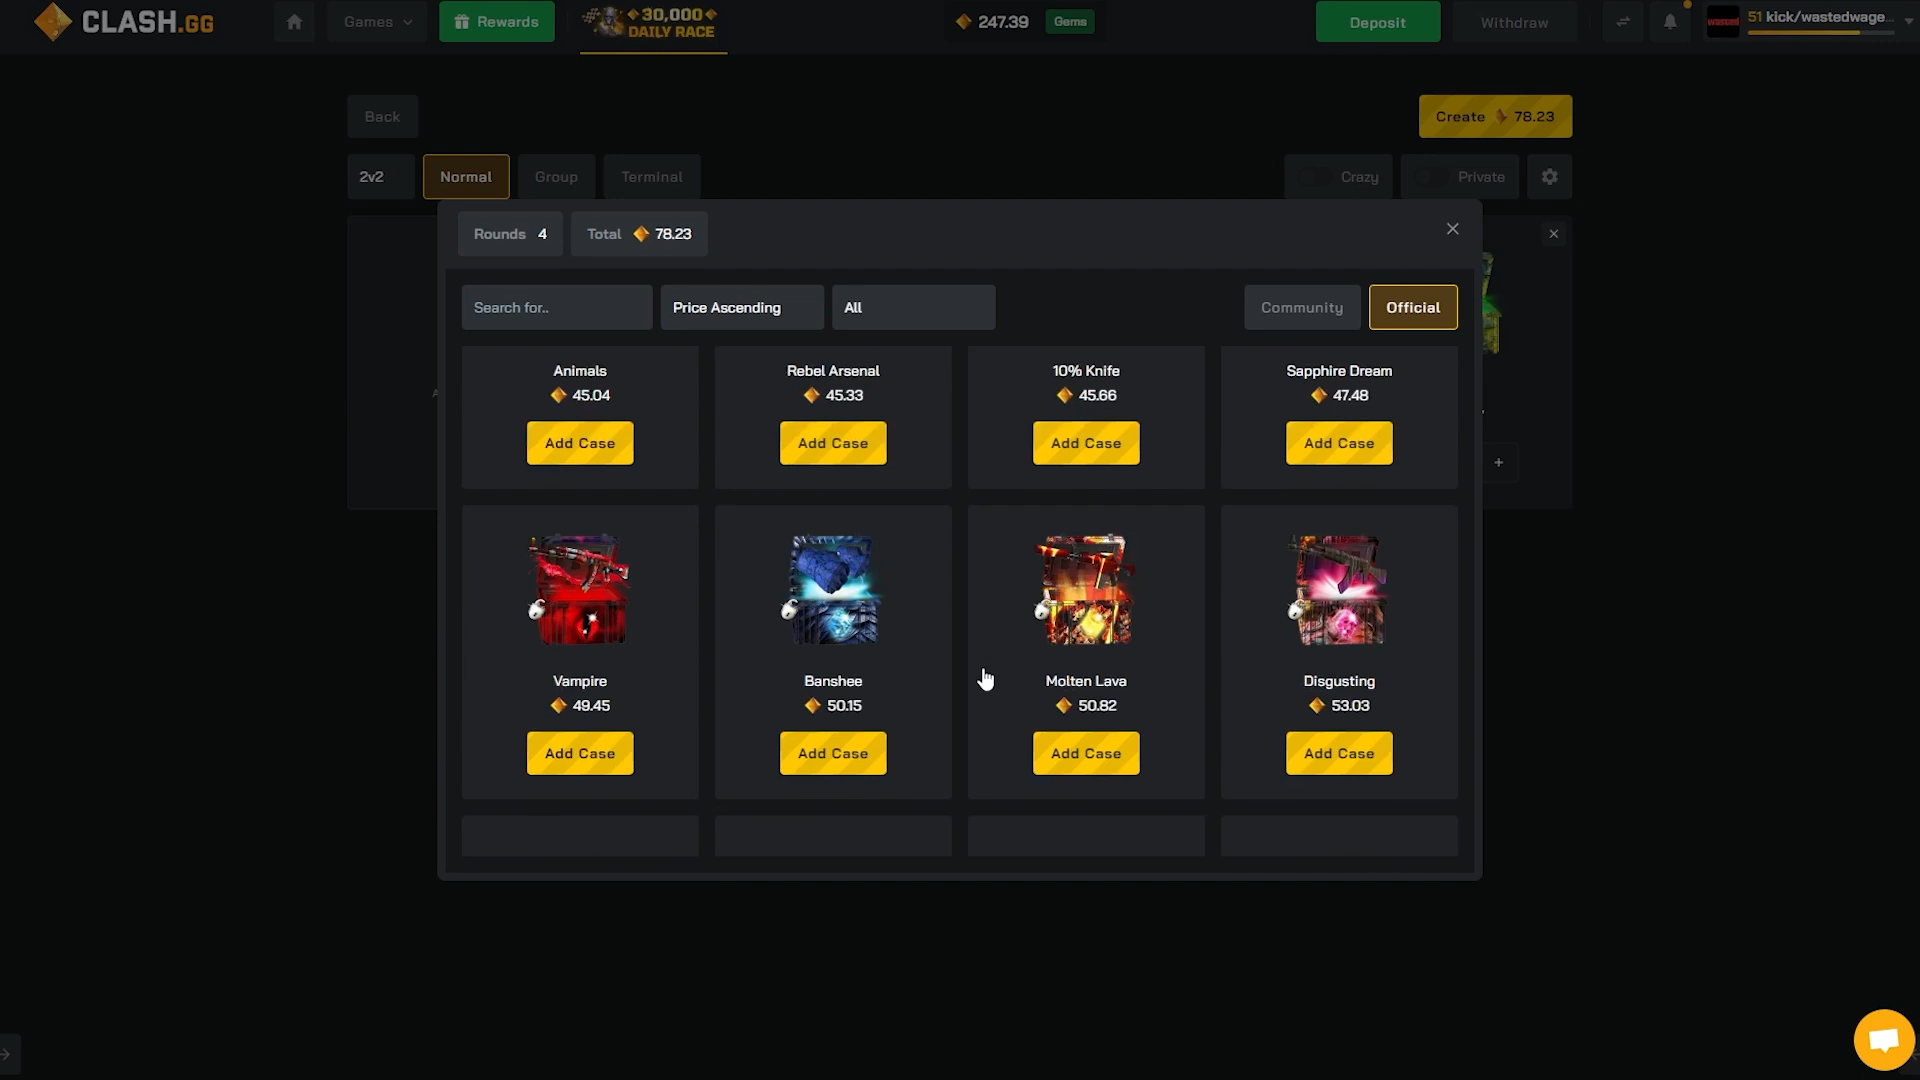 CLASH.GG
Games
Rewards
30,000
DAILY RACE
247.39
Gems
Deposit
Withdraw
51 kick/wastedwage...
Back
Create 78.23
2v2
Normal
Group
Terminal
Crazy
Private
Rounds 4
Total 78.23
Search for..
Price Ascending
All
Community
Official
Animals
45.04
Add Case
Rebel Arsenal
45.33
Add Case
10% Knife
45.66
Add Case
Sapphire Dream
47.48
Add Case
Vampire
49.45
Add Case
Banshee
50.15
Add Case
Molten Lava
50.82
Add Case
Disgusting
53.03
Add Case